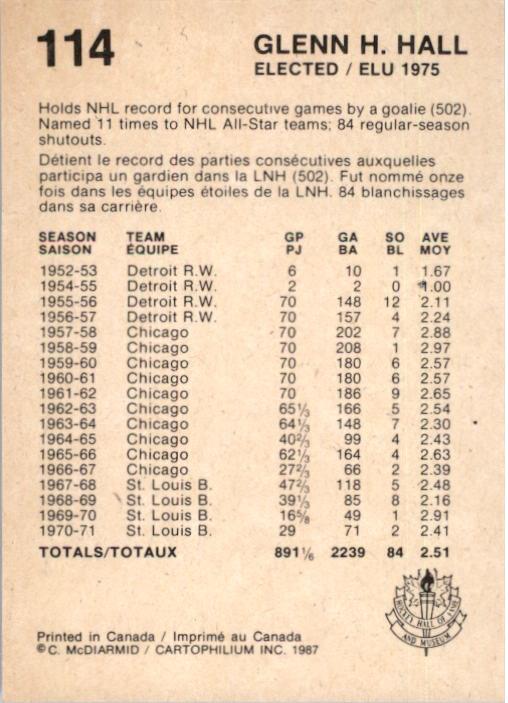 114
GLENN H. HALL
ELECTED / ELU 1975
Holds NHL record for consecutive games by a goalie (502).
Named 11 times to NHL All-Star teams; 84 regular-season
shutouts.
Détient le record des parties consécutives auxquelles
participa un gardien dans la LNH (502). Fut nommé onze
fois dans les équipes étoiles de la LNH. 84 blanchissages
dans sa carrière.
SEASON TEAM GP GA SO AVE
SAISON ÉQUIPE PJ BA BL MOY
1952-53 Detroit R.W. 6 10 1 1.67
1954-55 Detroit R.W. 2 2 0 1.00
1955-56 Detroit R.W. 70 148 12 2.11
1956-57 Detroit R.W. 70 157 4 2.24
1957-58 Chicago 70 202 7 2.88
1958-59 Chicago 70 208 1 2.97
1959-60 Chicago 70 180 6 2.57
1960-61 Chicago 70 180 6 2.57
1961-62 Chicago 70 186 9 2.65
1962-63 Chicago 65⅓ 166 5 2.54
1963-64 Chicago 64⅓ 148 7 2.30
1964-65 Chicago 40⅔ 99 4 2.43
1965-66 Chicago 62⅓ 164 4 2.63
1966-67 Chicago 27⅔ 66 2 2.39
1967-68 St. Louis B. 47⅔ 118 5 2.48
1968-69 St. Louis B. 39⅓ 85 8 2.16
1969-70 St. Louis B. 16⅚ 49 1 2.91
1970-71 St. Louis B. 29 71 2 2.41
TOTALS/TOTAUX 891⅙ 2239 84 2.51
HOCKEY HALL OF FAME
AND MUSEUM
Printed in Canada / Imprimé au Canada
© C. McDIARMID / CARTOPHILIUM INC. 1987